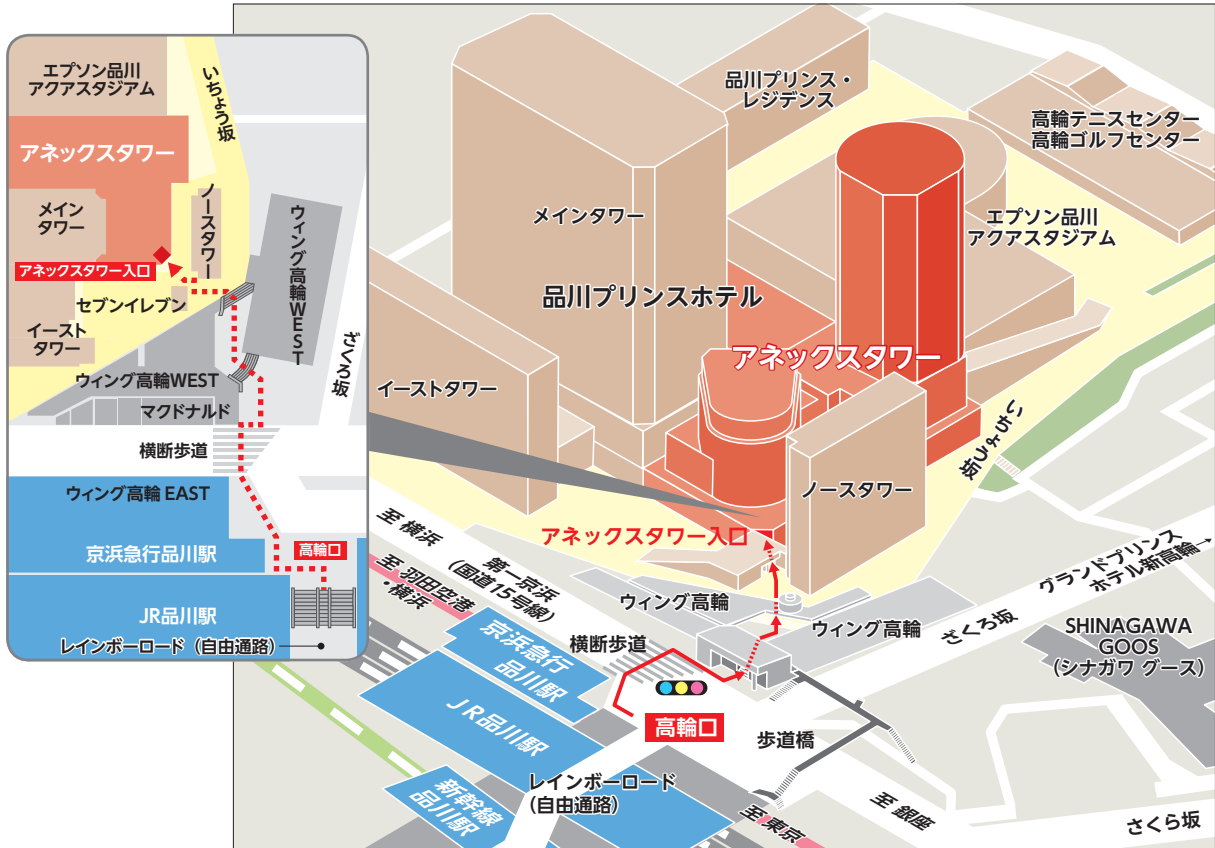 エプソン品川
アクアスタジアム
いちょう坂
アネックスタワー
メイン
タワー
ノースタワー
ウィング高輪WEST
アネックスタワー入口
セブンイレブン
イースト
タワー
ざくろ坂
ウィング高輪WEST
マクドナルド
横断歩道
ウィング高輪 EAST
京浜急行品川駅
高輪口
JR品川駅
レインボーロード（自由通路）
品川プリンス・
レジデンス
高輪テニスセンター
高輪ゴルフセンター
メインタワー
エプソン品川
アクアスタジアム
品川プリンスホテル
アネックスタワー
イーストタワー
いちょう坂
ノースタワー
アネックスタワー入口
至 横浜
第一京浜
(国道15号線)
至 羽田空港
・横浜
ウィング高輪
ウィング高輪
グランドプリンス
ホテル新高輪→
さくろ坂
SHINAGAWA
GOOS
(シナガワ グース)
横断歩道
京浜急行
品川駅
高輪口
歩道橋
JR品川駅
レインボーロード
(自由通路)
新幹線
品川駅
至 東京
至 銀座
さくら坂